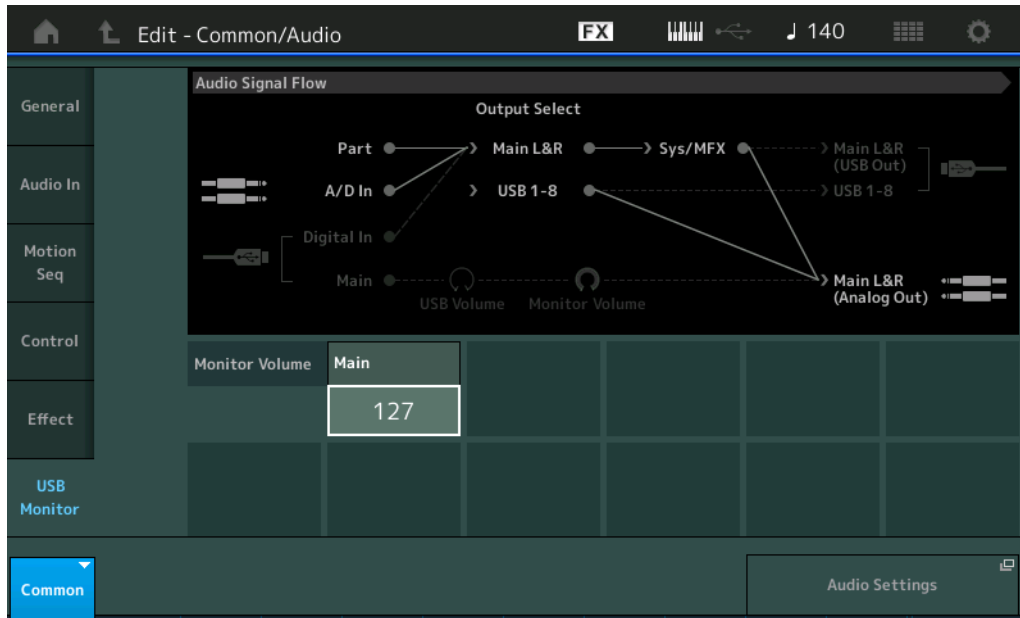 Edit - Common/Audio
FX
♩ 140
General
Audio In
Motion
Seq
Control
Effect
USB
Monitor
Common
Audio Signal Flow
Output Select
Part
Main L&R
Sys/MFX
Main L&R
(USB Out)
A/D In
USB 1-8
USB 1-8
Digital In
Main
USB Volume
Monitor Volume
Main L&R
(Analog Out)
Monitor Volume
Main
127
Audio Settings